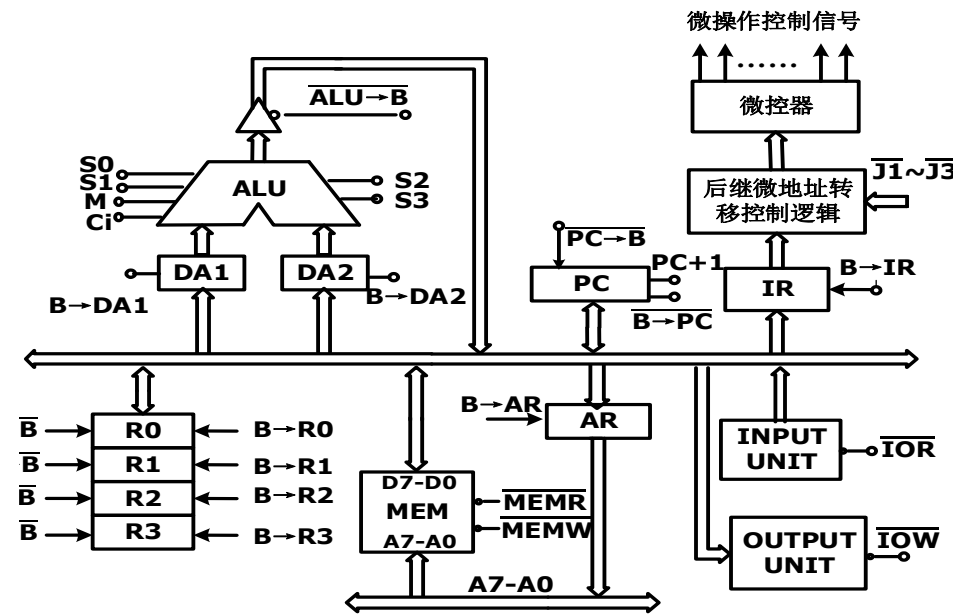 微操作控制信号
......
微控器
后继微地址转
移控制逻辑
J1~J3
ALU→B
S0
S1
M
Ci
ALU
S2
S3
DA1
DA2
B→DA1
B→DA2
PC→B
PC
PC+1
B→PC
IR
B→IR
B
R0
B→R0
B
R1
B→R1
B
R2
B→R2
B
R3
B→R3
D7-D0
MEM
A7-A0
MEMR
MEMW
B→AR
AR
A7-A0
INPUT
UNIT
IOR
OUTPUT
UNIT
IOW